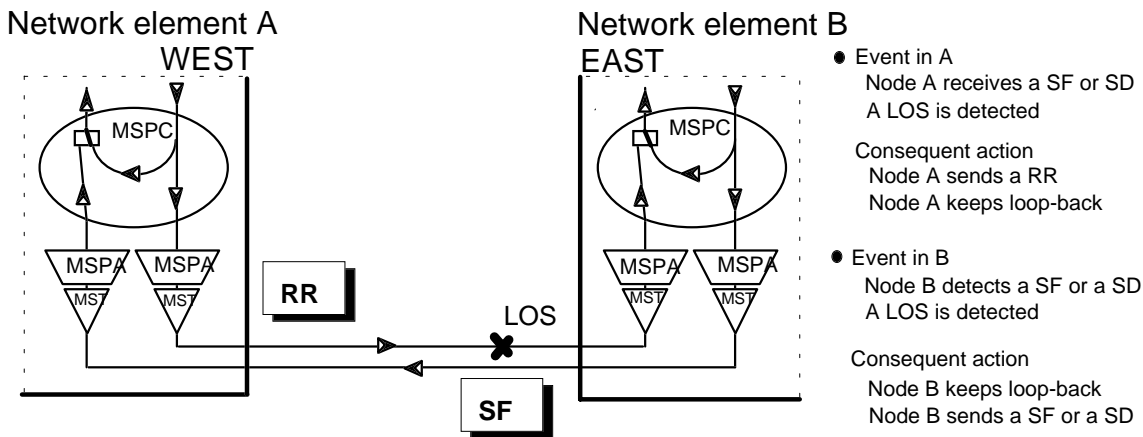 Network element A
WEST
MSPC
MSPA
MSPA
MST
MST
RR
LOS
SF
Network element B
EAST
MSPC
MSPA
MSPA
MST
MST
● Event in A
Node A receives a SF or SD
A LOS is detected
Consequent action
Node A sends a RR
Node A keeps loop-back
● Event in B
Node B detects a SF or a SD
A LOS is detected
Consequent action
Node B keeps loop-back
Node B sends a SF or a SD